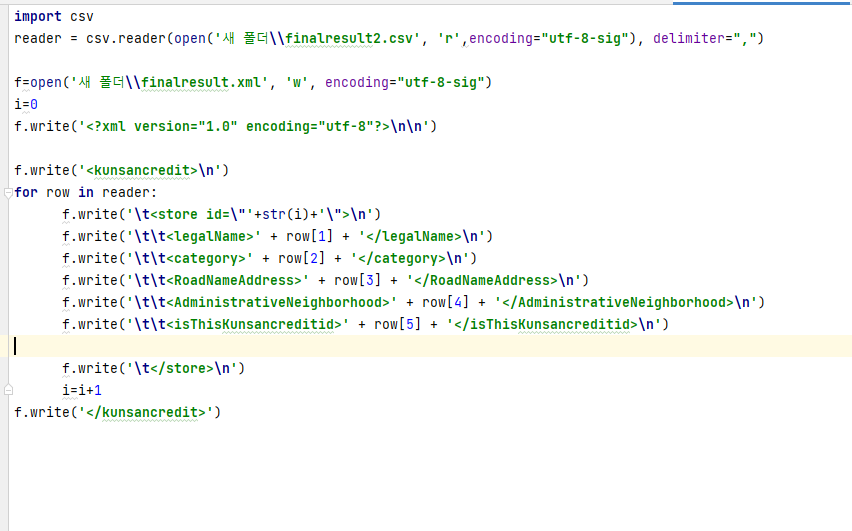 import csv
reader = csv.reader(open('새 폴더\\finalresult2.csv', 'r',encoding="utf-8-sig"), delimiter=",")
f=open('새 폴더\\finalresult.xml', 'w', encoding="utf-8-sig")
i=0
f.write('<?xml version="1.0" encoding="utf-8"?>\n\n')
f.write('<kunsancredit>\n')
for row in reader:
f.write('\t<store id=\"'+str(i)+'\">\n')
f.write('\t\t<legalName>' + row[1] + '</legalName>\n')
f.write('\t\t<category>' + row[2] + '</category>\n')
f.write('\t\t<RoadNameAddress>' + row[3] + '</RoadNameAddress>\n')
f.write('\t\t<AdministrativeNeighborhood>' + row[4] + '</AdministrativeNeighborhood>\n')
f.write('\t\t<isThisKunsancreditid>' + row[5] + '</isThisKunsancreditid>\n')
f.write('\t</store>\n')
i=i+1
f.write('</kunsancredit>')